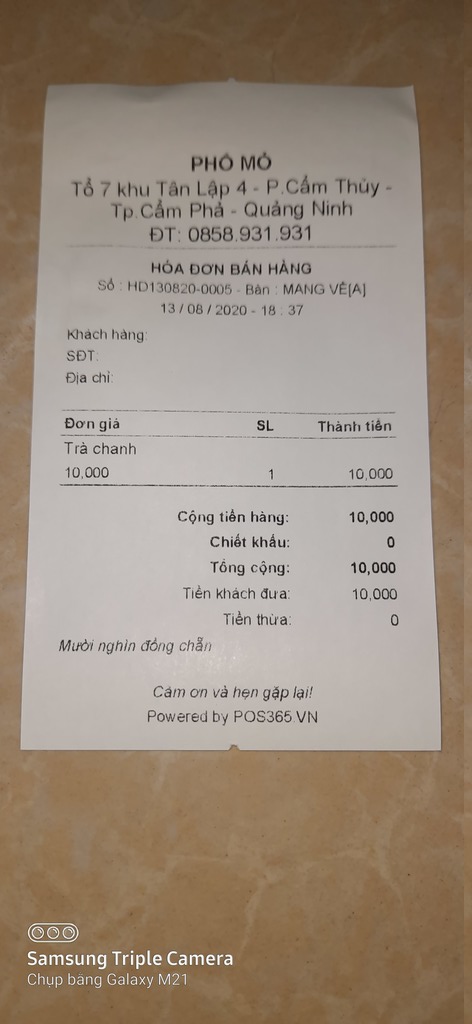 PHỐ MỎ
Tổ 7 khu Tân Lập 4 - P.Cẩm Thủy -
Tp.Cẩm Phả - Quảng Ninh
ĐT: 0858.931.931
HÓA ĐƠN BÁN HÀNG
Số : HD130820-0005 - Bàn : MANG VỀ[A]
13 / 08 / 2020 - 18 : 37
Khách hàng:
SĐT:
Địa chỉ:
Đơn giá SL Thành tiền
Trà chanh
10,000 1 10,000
Cộng tiền hàng: 10,000
Chiết khấu: 0
Tổng cộng: 10,000
Tiền khách đưa: 10,000
Tiền thừa: 0
Mười nghìn đồng chẵn
Cảm ơn và hẹn gặp lại!
Powered by POS365.VN
Samsung Triple Camera
Chụp bằng Galaxy M21